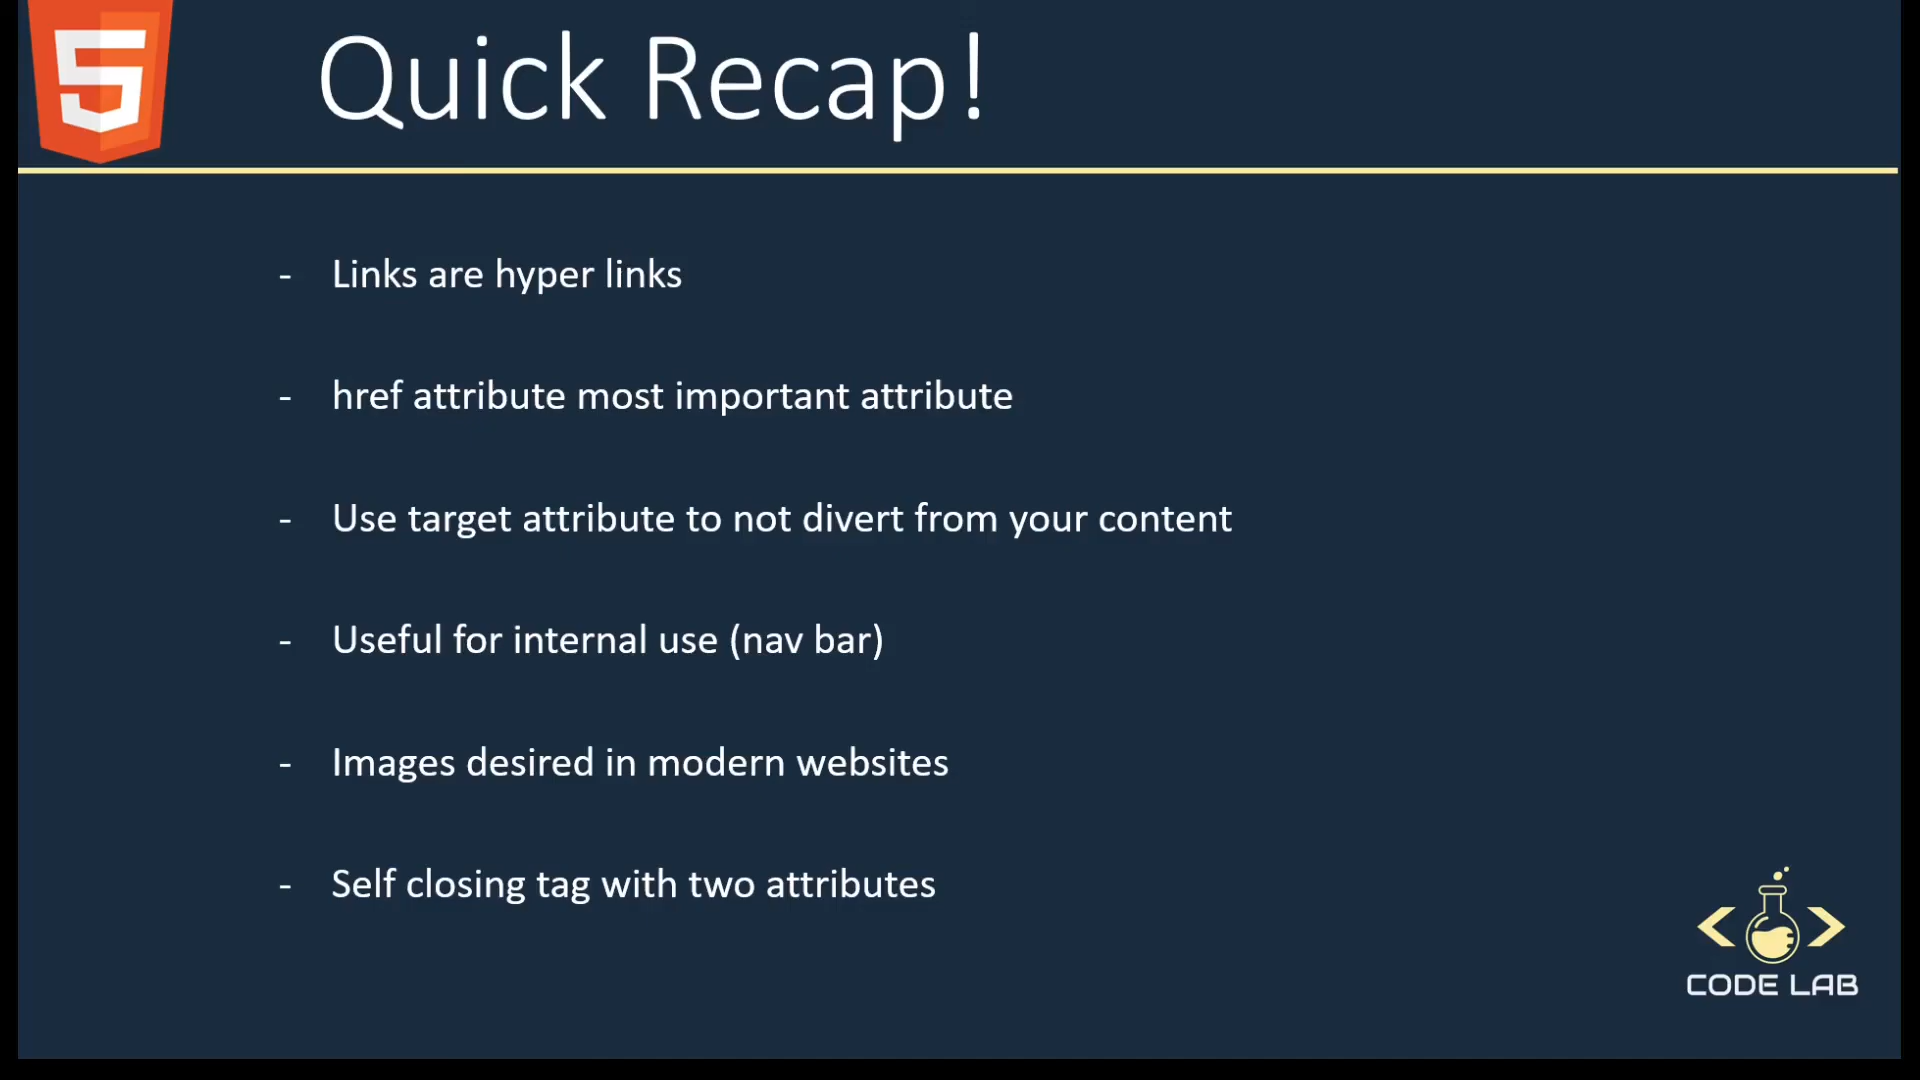 Quick Recap!
- Links are hyper links
- href attribute most important attribute
- Use target attribute to not divert from your content
- Useful for internal use (nav bar)
- Images desired in modern websites
- Self closing tag with two attributes
CODE LAB